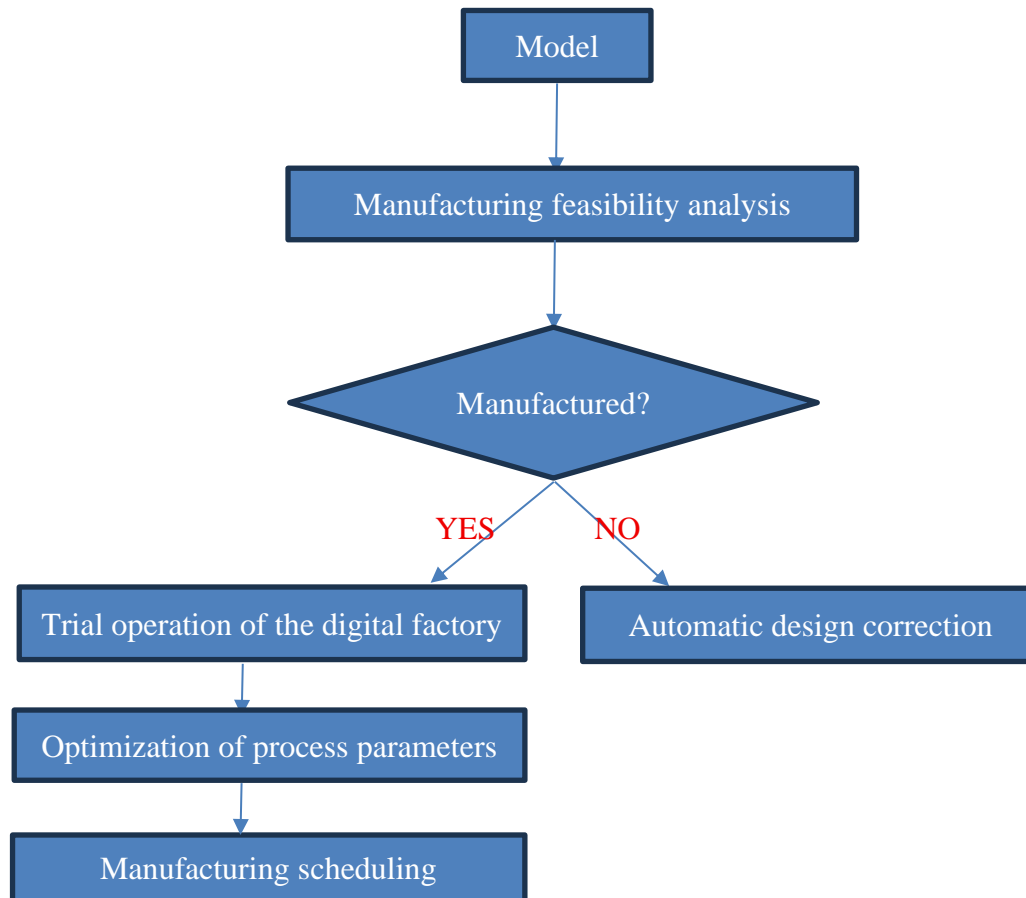 Model
Manufacturing feasibility analysis
Manufactured?
YES
NO
Trial operation of the digital factory
Automatic design correction
Optimization of process parameters
Manufacturing scheduling